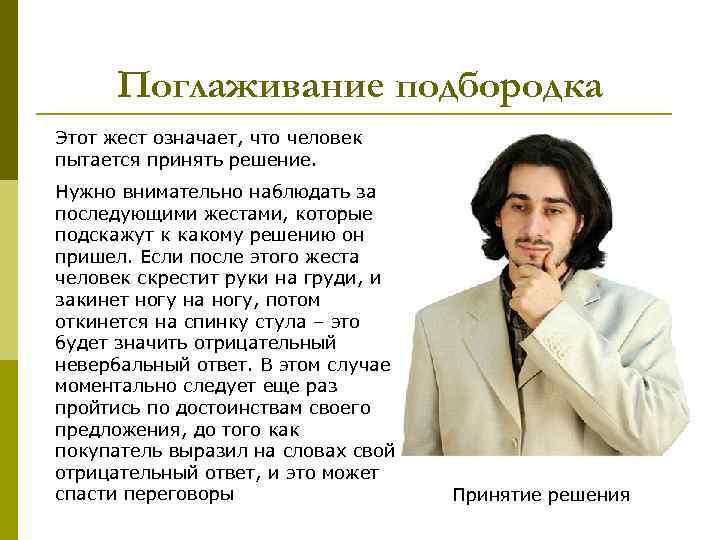 Поглаживание подбородка
Этот жест означает, что человек
пытается принять решение.
Нужно внимательно наблюдать за
последующими жестами, которые
подскажут к какому решению он
пришел. Если после этого жеста
человек скрестит руки на груди, и
закинет ногу на ногу, потом
откинется на спинку стула – это
будет значить отрицательный
невербальный ответ. В этом случае
моментально следует еще раз
пройтись по достоинствам своего
предложения, до того как
покупатель выразил на словах свой
отрицательный ответ, и это может
спасти переговоры
Принятие решения